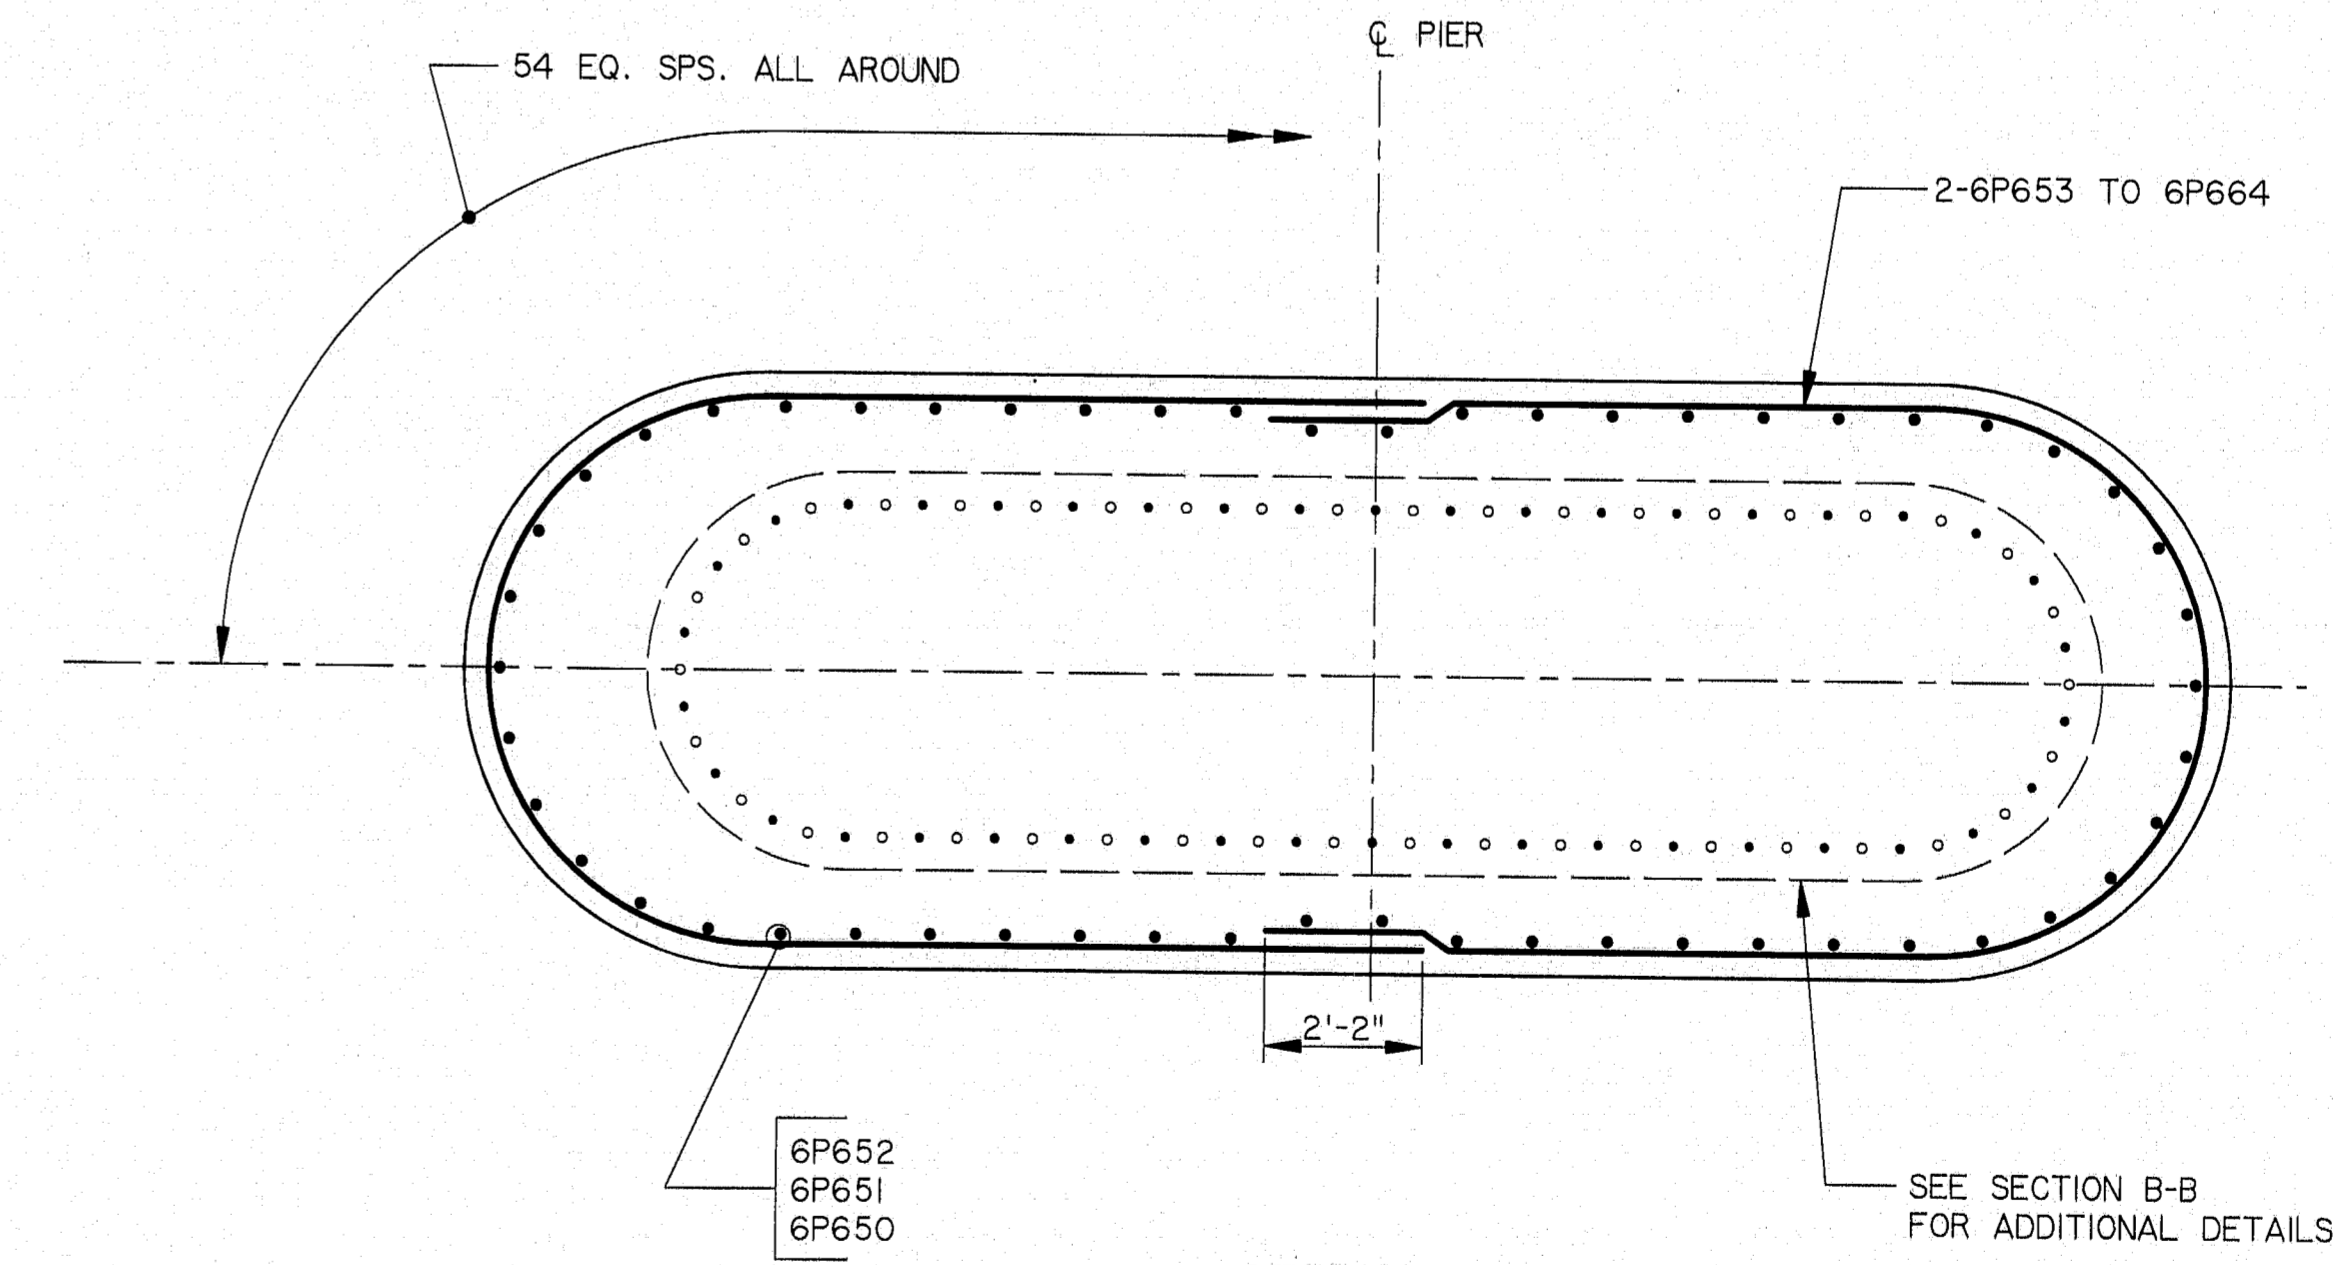 ℄ PIER
54 EQ. SPS. ALL AROUND
2-6P653 TO 6P664
2'-2"
6P652
6P651
6P650
SEE SECTION B-B
FOR ADDITIONAL DETAILS